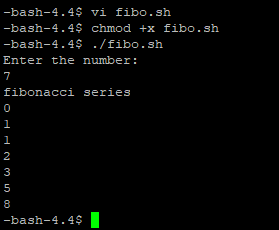 -bash-4.4$ vi fibo.sh
-bash-4.4$ chmod +x fibo.sh
-bash-4.4$ ./fibo.sh
Enter the number:
7
fibonacci series
0
1
1
2
3
5
8
-bash-4.4$